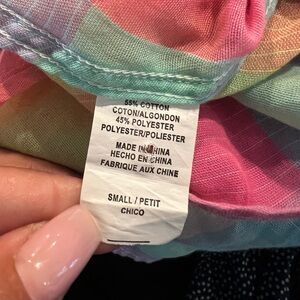 55% COTTON
COTON/ALGONDON
45% POLYESTER
POLYESTER/POLIESTER
MADE IN CHINA
HECHO EN CHINA
FABRIQUE AUX CHINE
SMALL / PETIT
CHICO